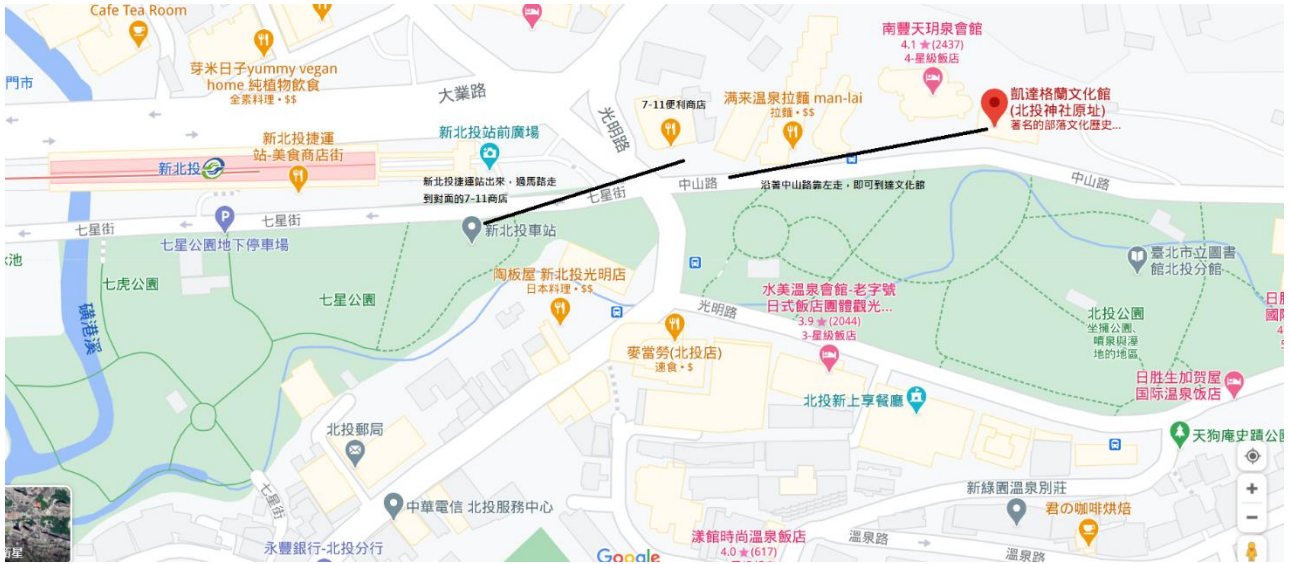 Cafe Tea Room
門市
芽米日子yummy vegan
home 純植物飲食
全素料理・$$
大業路
南豐天玥泉會館
4.1 ★ (2437)
4-星級飯店
光明路
7-11便利商店
满来温泉拉麵 man-lai
拉麵・$$
凱達格蘭文化館
(北投神社原址)
著名的部落文化歷史...
新北投捷運
站-美食商店街
新北投站前廣場
新北投
新北投捷運站出來，過馬路走
到對面的7-11商店
中山路
沿著中山路靠左走，即可到達文化館
中山路
七星街
七星街
七星街
新北投車站
七星公園地下停車場
水池
七虎公園
七星公園
磺港溪
陶板屋 新北投光明店
日本料理・$$
光明路
水美溫泉會館-老字號
日式飯店團體觀光...
3.9 ★ (2044)
3-星級飯店
臺北市立圖書
館北投分館
北投公園
坐擁公園、
噴泉與溼
地的地區
麥當勞(北投店)
速食・$
北投新上享餐廳
日胜生加贺屋
国际温泉饭店
天狗庵史蹟公園
北投郵局
七星街
中華電信 北投服務中心
永豐銀行-北投分行
新綠園溫泉別莊
君の咖啡烘焙
漾館時尚溫泉飯店
4.0 ★ (617)
溫泉路
溫泉路
Google
衛星